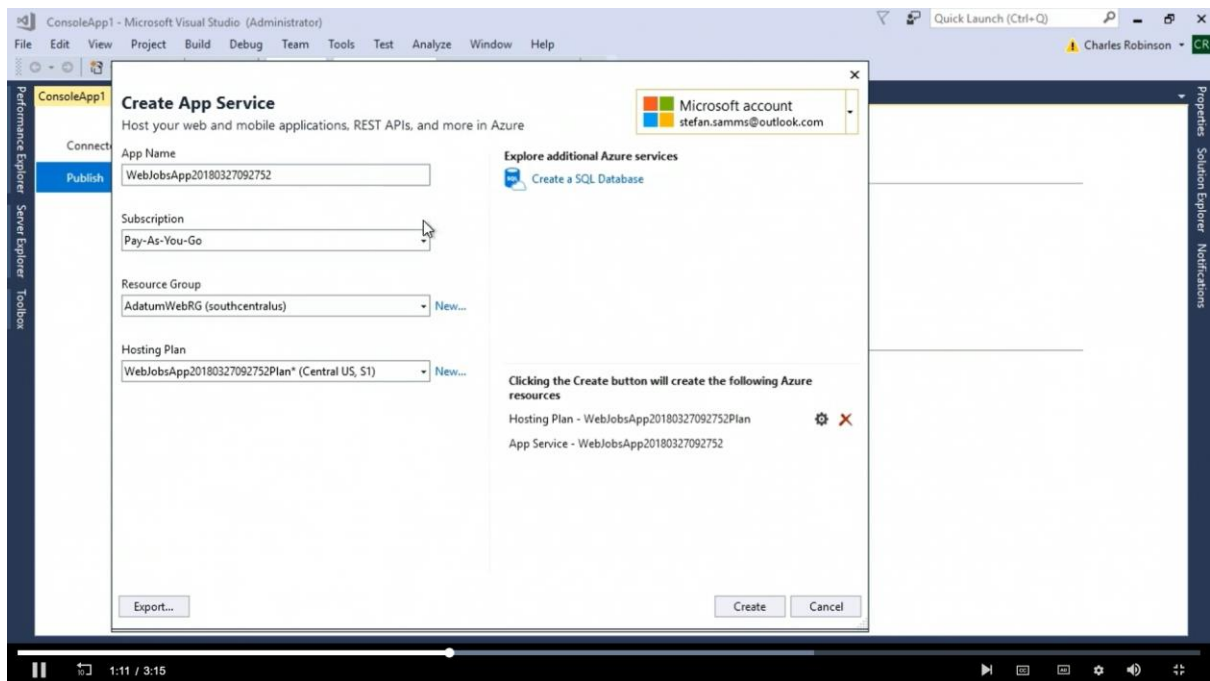 ConsoleApp1 - Microsoft Visual Studio (Administrator)
Quick Launch (Ctrl+Q)
File Edit View Project Build Debug Team Tools Test Analyze Window Help
Charles Robinson CR
Performance Explorer
Server Explorer
Toolbox
ConsoleApp1
Connecte
Publish
Create App Service
Host your web and mobile applications, REST APIs, and more in Azure
Microsoft account
stefan.samms@outlook.com
App Name
WebJobsApp20180327092752
Subscription
Pay-As-You-Go
Resource Group
AdatumWebRG (southcentralus) New...
Hosting Plan
WebJobsApp20180327092752Plan* (Central US, S1) New...
Explore additional Azure services
SQL Create a SQL Database
Clicking the Create button will create the following Azure
resources
Hosting Plan - WebJobsApp20180327092752Plan
App Service - WebJobsApp20180327092752
Export... Create Cancel
Properties
Solution Explorer
Notifications
10 1:11 / 3:15 CC